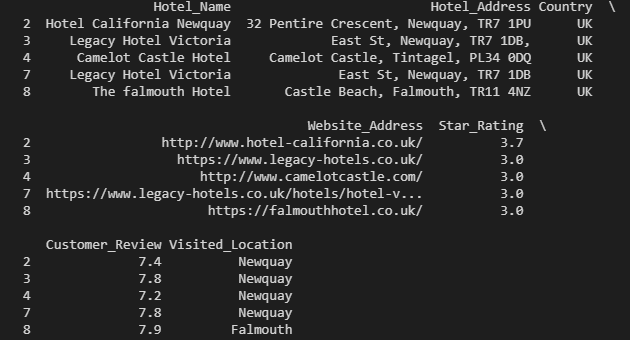 Hotel_Name Hotel_Address Country \
2 Hotel California Newquay 32 Pentire Crescent, Newquay, TR7 1PU UK
3 Legacy Hotel Victoria East St, Newquay, TR7 1DB, UK
4 Camelot Castle Hotel Camelot Castle, Tintagel, PL34 0DQ UK
7 Legacy Hotel Victoria East St, Newquay, TR7 1DB UK
8 The falmouth Hotel Castle Beach, Falmouth, TR11 4NZ UK
Website_Address Star_Rating \
2 http://www.hotel-california.co.uk/ 3.7
3 https://www.legacy-hotels.co.uk/ 3.0
4 http://www.camelotcastle.com/ 3.0
7 https://www.legacy-hotels.co.uk/hotels/hotel-v... 3.0
8 https://falmouthhotel.co.uk/ 3.0
Customer_Review Visited_Location
2 7.4 Newquay
3 7.8 Newquay
4 7.2 Newquay
7 7.8 Newquay
8 7.9 Falmouth